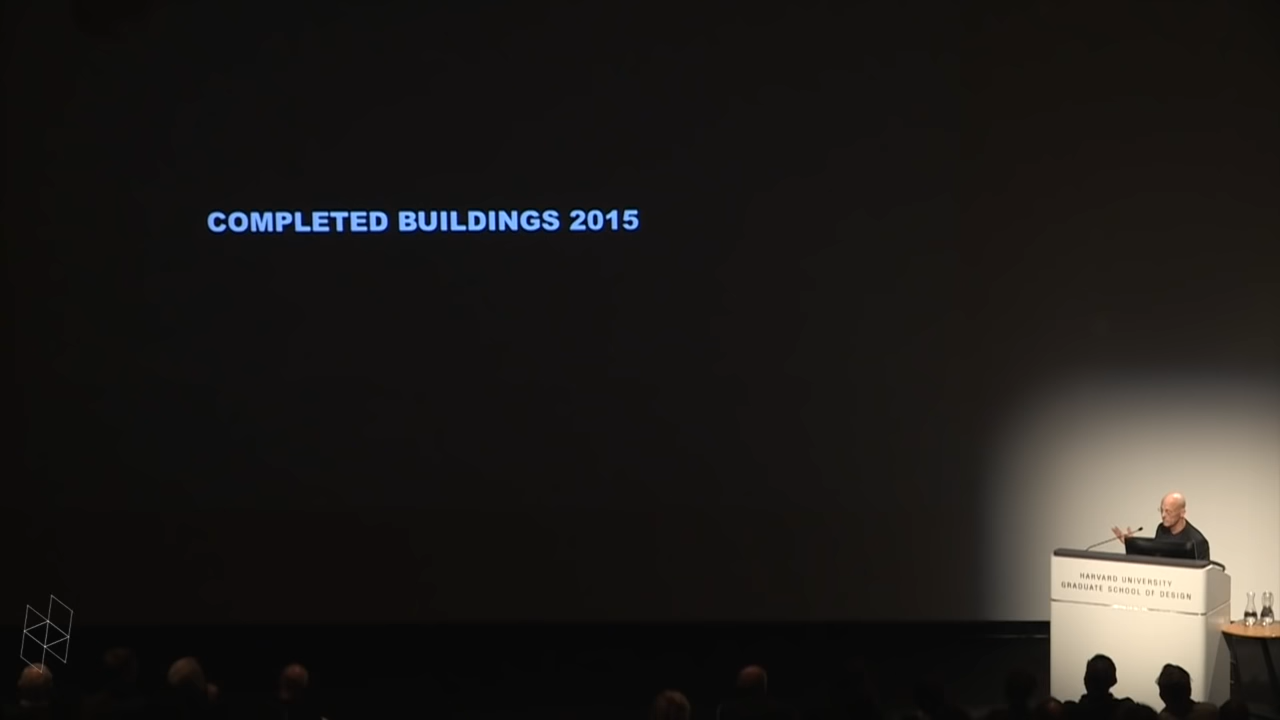 COMPLETED BUILDINGS 2015
HARVARD UNIVERSITY
GRADUATE SCHOOL OF DESIGN